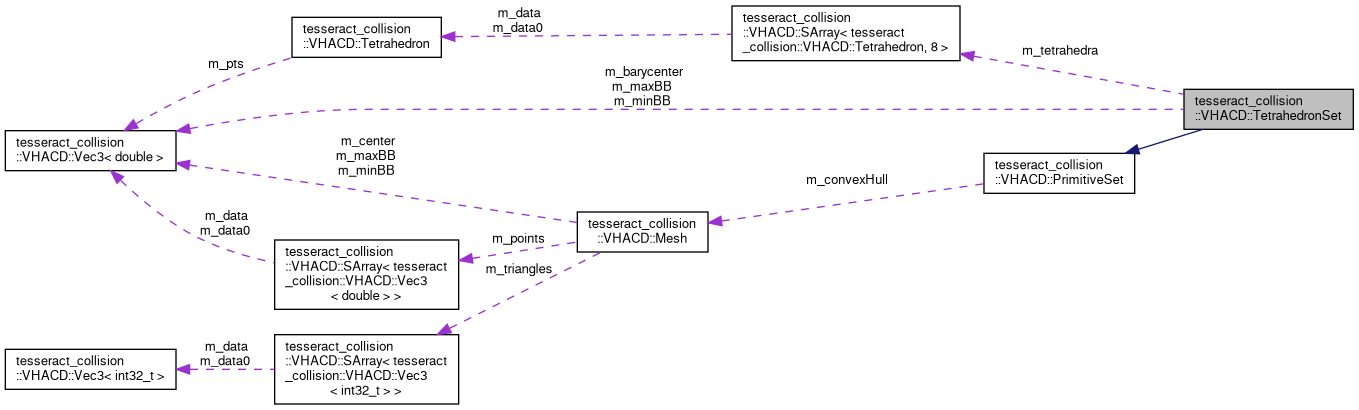 m_data
m_data0
tesseract_collision
::VHACD::Tetrahedron
tesseract_collision
::VHACD::SArray< tesseract
_collision::VHACD::Tetrahedron, 8 >
m_tetrahedra
m_pts
m_barycenter
m_maxBB
m_minBB
tesseract_collision
::VHACD::TetrahedronSet
tesseract_collision
::VHACD::Vec3< double >
m_center
m_maxBB
m_minBB
tesseract_collision
::VHACD::PrimitiveSet
m_convexHull
m_data
m_data0
tesseract_collision
::VHACD::Mesh
m_points
tesseract_collision
::VHACD::SArray< tesseract
_collision::VHACD::Vec3
< double > >
m_triangles
tesseract_collision
::VHACD::Vec3< int32_t >
m_data
m_data0
tesseract_collision
::VHACD::SArray< tesseract
_collision::VHACD::Vec3
< int32_t > >